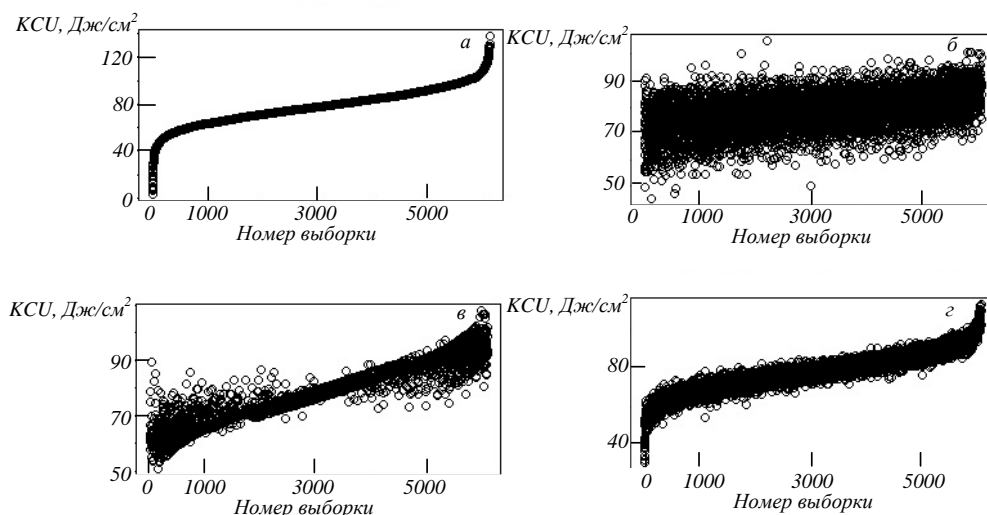 KCU, Дж/см²
а
120
80
40
0
0 1000 3000 5000
Номер выборки
KCU, Дж/см²
б
90
70
50
0 1000 3000 5000
Номер выборки
KCU, Дж/см²
в
90
70
50
0 1000 3000 5000
Номер выборки
KCU, Дж/см²
г
80
40
0 1000 3000 5000
Номер выборки